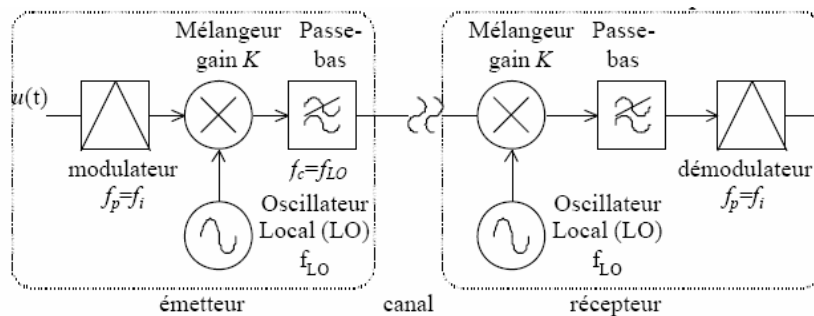 Mélangeur
gain K
Passe-
bas
u(t)
modulateur
fp=fi
fc=fLO
Oscillateur
Local (LO)
fLO
émetteur
canal
Mélangeur
gain K
Passe-
bas
démodulateur
fp=fi
Oscillateur
Local (LO)
fLO
récepteur